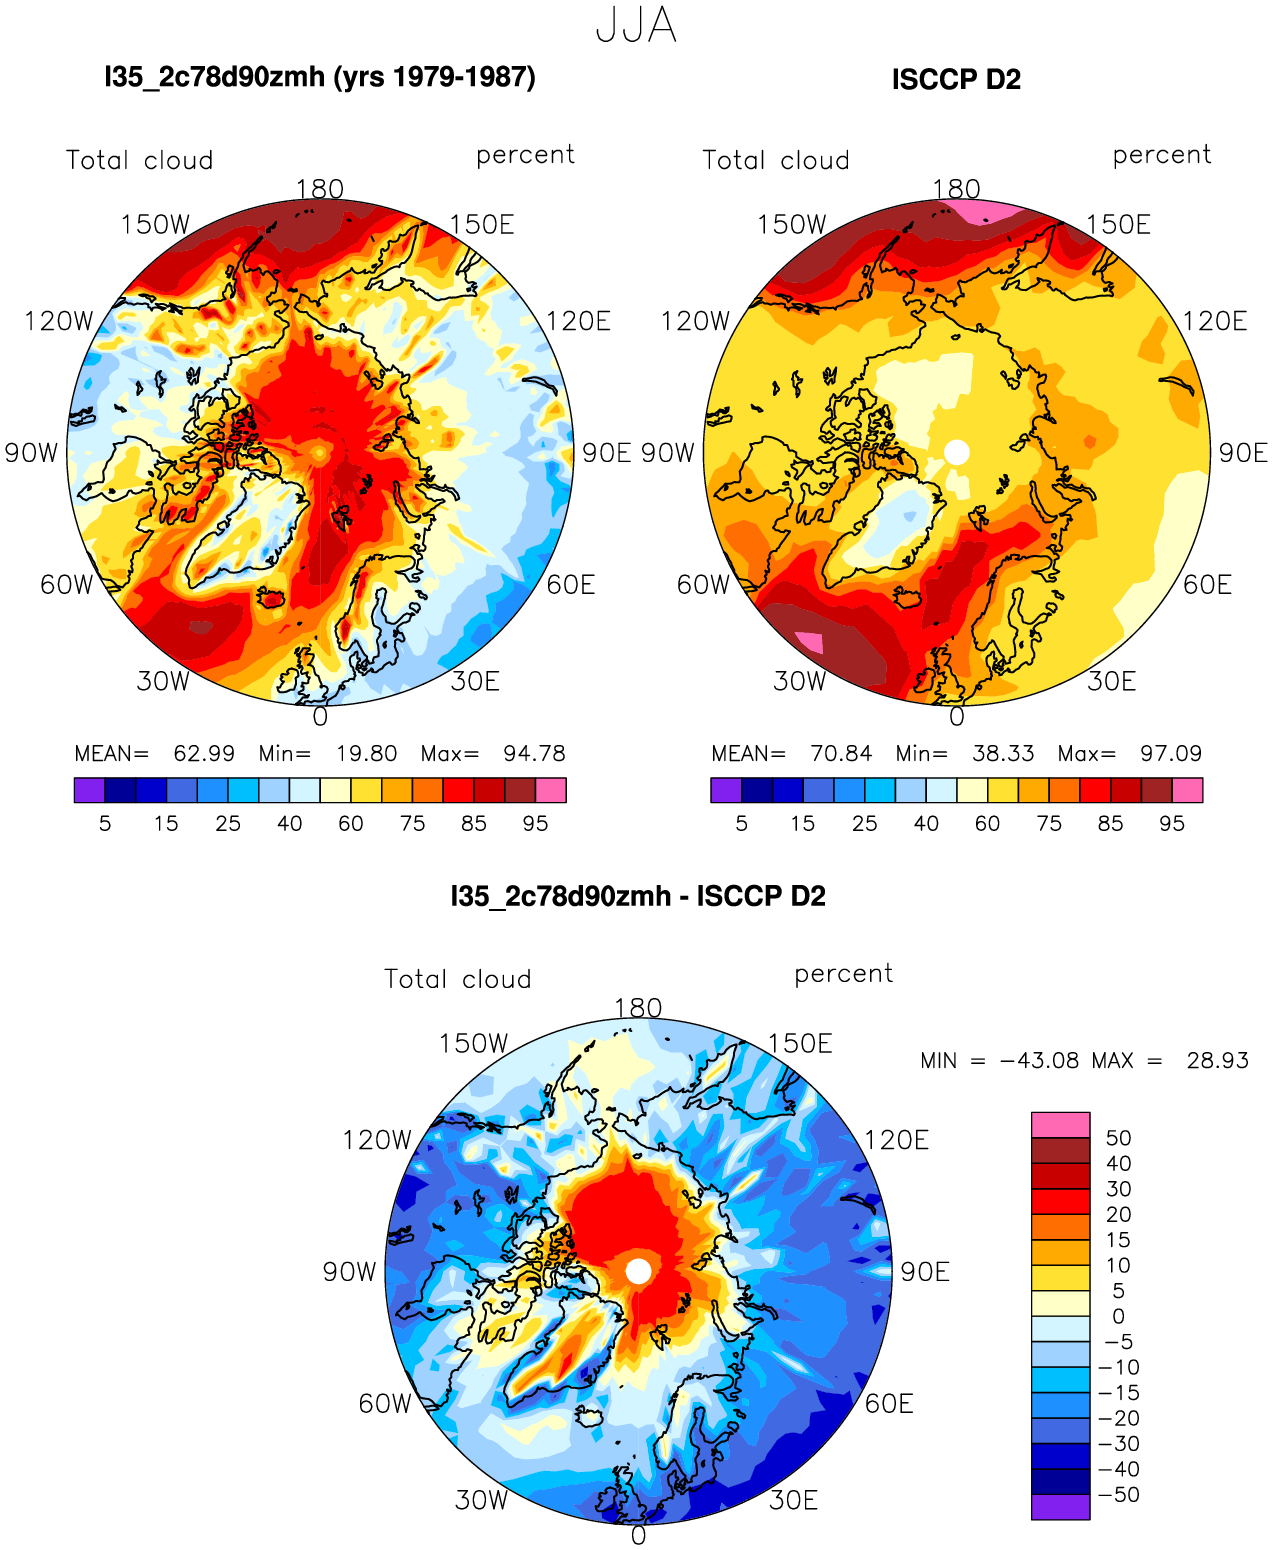 JJA
I35_2c78d90zmh (yrs 1979-1987)
Total cloud percent
180
150W 150E
120W 120E
90W 90E
60W 60E
30W 30E
0
MEAN= 62.99 Min= 19.80 Max= 94.78
5 15 25 40 60 75 85 95
ISCCP D2
Total cloud percent
180
150W 150E
120W 120E
90W 90E
60W 60E
30W 30E
0
MEAN= 70.84 Min= 38.33 Max= 97.09
5 15 25 40 60 75 85 95
I35_2c78d90zmh - ISCCP D2
Total cloud percent
180
150W 150E
120W 120E
90W 90E
60W 60E
30W 30E
0
MIN = -43.08 MAX = 28.93
50
40
30
20
15
10
5
0
-5
-10
-15
-20
-30
-40
-50